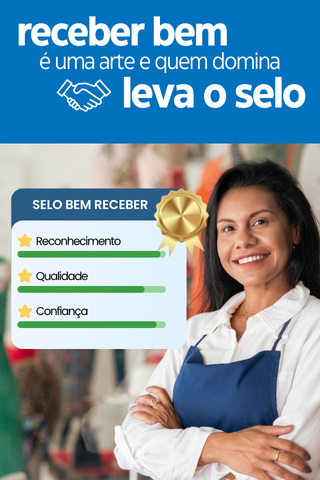 receber bem
é uma arte e quem domina
leva o selo
SELO BEM RECEBER
Reconhecimento
Qualidade
Confiança